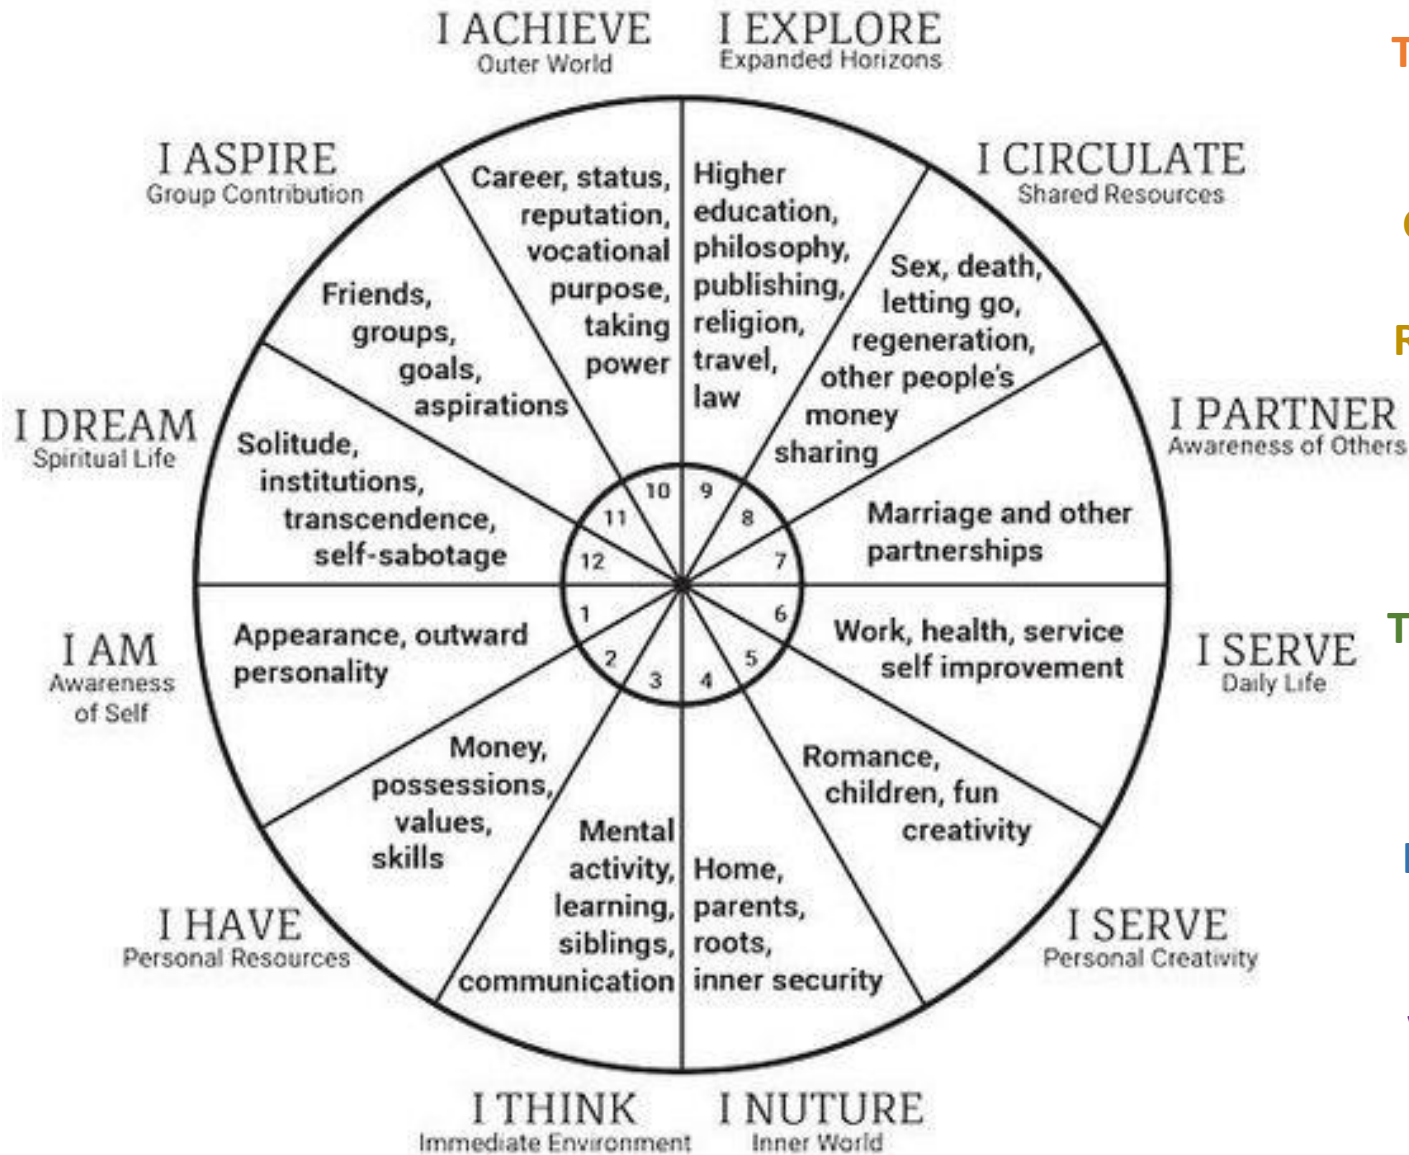 I ACHIEVE
Outer World
I EXPLORE
Expanded Horizons
I CIRCULATE
Shared Resources
I PARTNER
Awareness of Others
I SERVE
Daily Life
I SERVE
Personal Creativity
I NUTURE
Inner World
I THINK
Immediate Environment
I HAVE
Personal Resources
I AM
Awareness
of Self
I DREAM
Spiritual Life
I ASPIRE
Group Contribution
Career, status,
reputation,
vocational
purpose,
taking
power
Higher
education,
philosophy,
publishing,
religion,
travel,
law
Sex, death,
letting go,
regeneration,
other people's
money
sharing
Marriage and other
partnerships
Work, health, service
self improvement
Romance,
children, fun
creativity
Home,
parents,
roots,
inner security
Mental
activity,
learning,
siblings,
communication
Money,
possessions,
values,
skills
Appearance, outward
personality
Solitude,
institutions,
transcendence,
self-sabotage
Friends,
groups,
goals,
aspirations
10
9
8
7
6
5
4
3
2
1
12
11
T
R
T